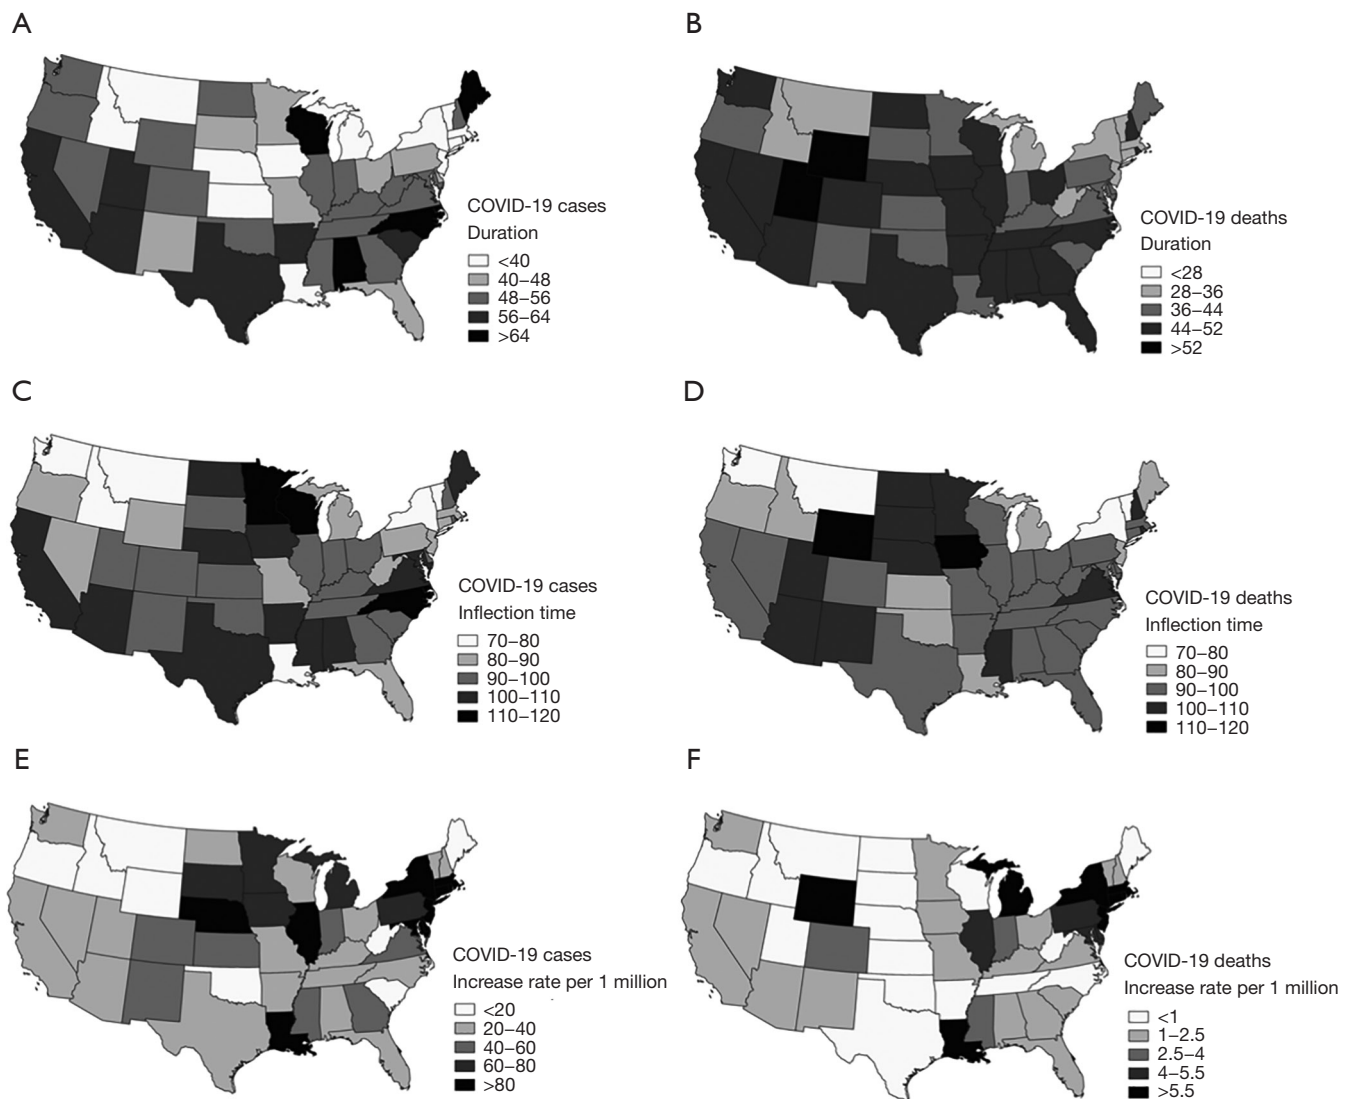 A
COVID-19 cases
Duration
<40
40–48
48–56
56–64
>64
B
COVID-19 deaths
Duration
<28
28–36
36–44
44–52
>52
C
COVID-19 cases
Inflection time
70–80
80–90
90–100
100–110
110–120
D
COVID-19 deaths
Inflection time
70–80
80–90
90–100
100–110
110–120
E
COVID-19 cases
Increase rate per 1 million
<20
20–40
40–60
60–80
>80
F
COVID-19 deaths
Increase rate per 1 million
<1
1–2.5
2.5–4
4–5.5
>5.5